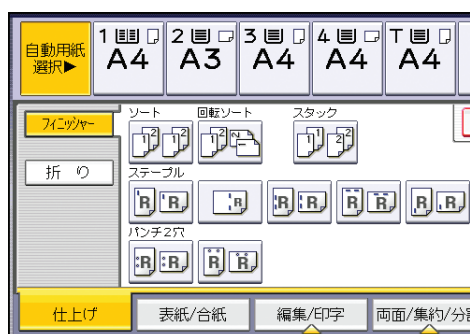 自動用紙
選択▶
1
A4
2
A3
3
A4
4
A4
T
A4
フィニッシャー
折り
ソート
回転ソート
スタック
ステープル
パンチ2穴
仕上げ
表紙/合紙
編集/印字
両面/集約/分